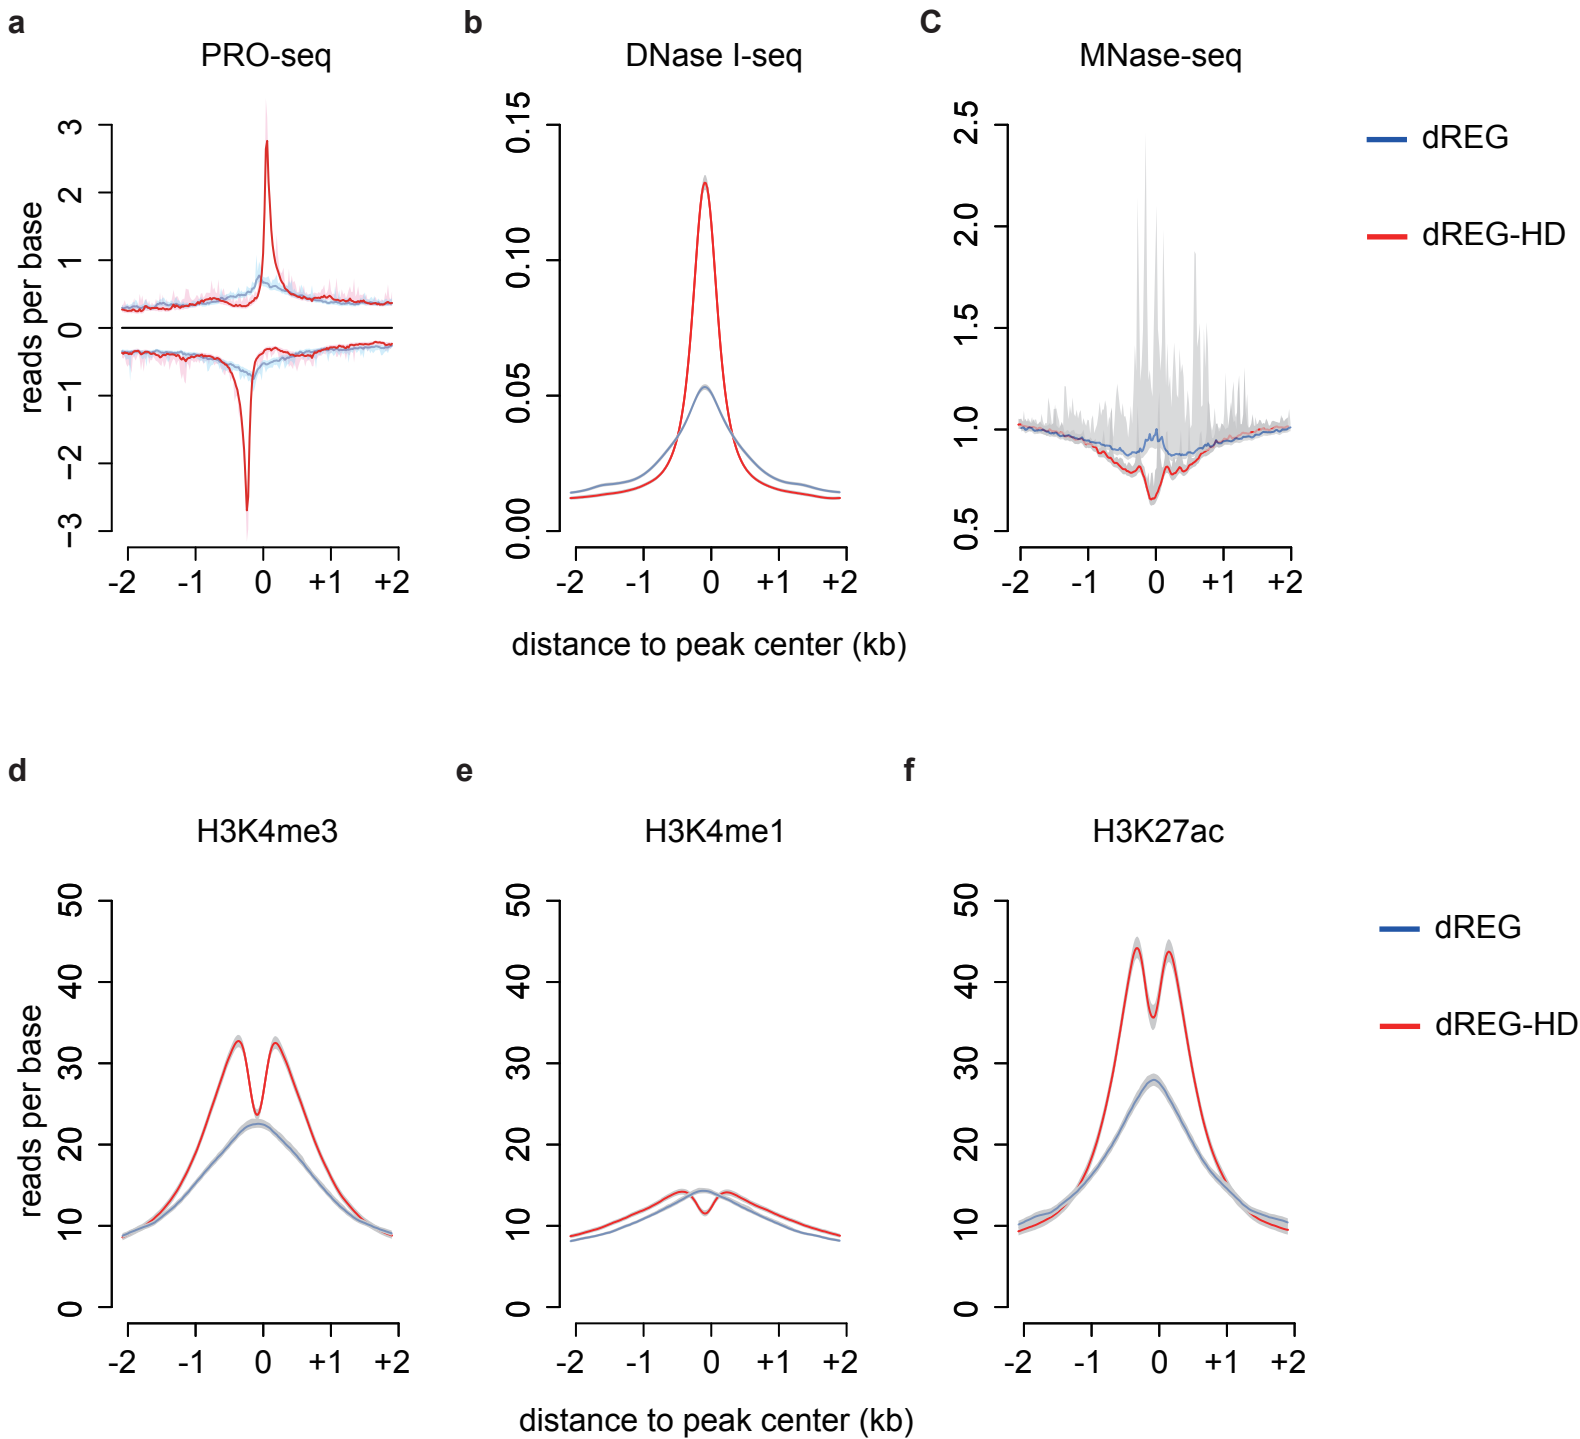 a
b
C
PRO-seq
DNase I-seq
MNase-seq
reads per base
3
2
1
0
−1
−2
−3
-2 -1 0 +1 +2
0.15
0.10
0.05
0.00
-2 -1 0 +1 +2
2.5
2.0
1.5
1.0
0.5
-2 -1 0 +1 +2
dREG
dREG-HD
distance to peak center (kb)
d
e
f
H3K4me3
H3K4me1
H3K27ac
reads per base
50
40
30
20
10
0
-2 -1 0 +1 +2
50
40
30
20
10
0
-2 -1 0 +1 +2
50
40
30
20
10
0
-2 -1 0 +1 +2
dREG
dREG-HD
distance to peak center (kb)